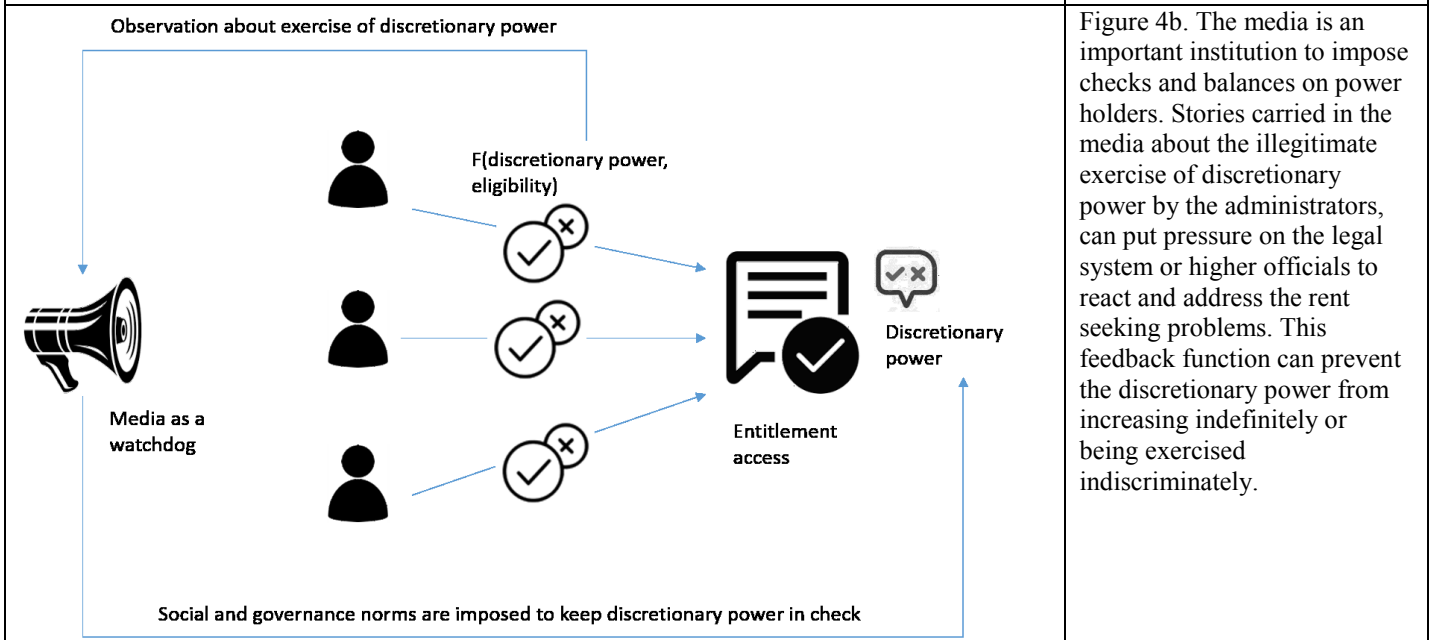 Observation about exercise of discretionary power
F(discretionary power,
eligibility)
Discretionary
power
Media as a
watchdog
Entitlement
access
Social and governance norms are imposed to keep discretionary power in check
Figure 4b. The media is an
important institution to impose
checks and balances on power
holders. Stories carried in the
media about the illegitimate
exercise of discretionary
power by the administrators,
can put pressure on the legal
system or higher officials to
react and address the rent
seeking problems. This
feedback function can prevent
the discretionary power from
increasing indefinitely or
being exercised
indiscriminately.